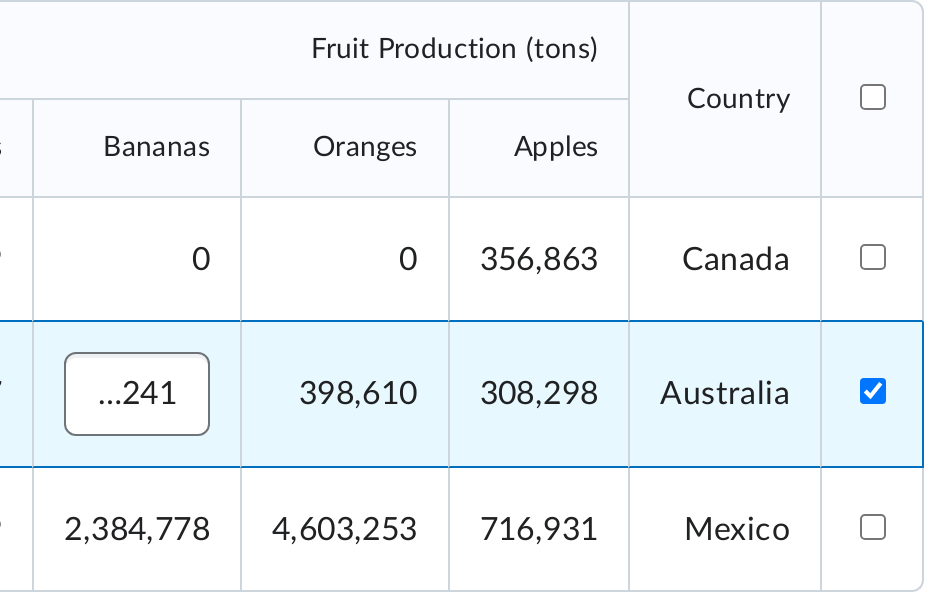 Fruit Production (tons)
Country
Bananas Oranges Apples
0 0 356,863 Canada
...241 398,610 308,298 Australia
2,384,778 4,603,253 716,931 Mexico